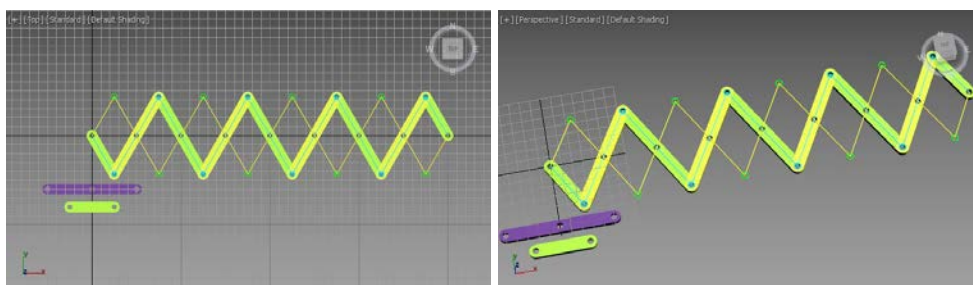 [+][Top][Standard][Default Shading]
[+][Perspective][Standard][Default Shading]
N
W
E
y
x
y
x